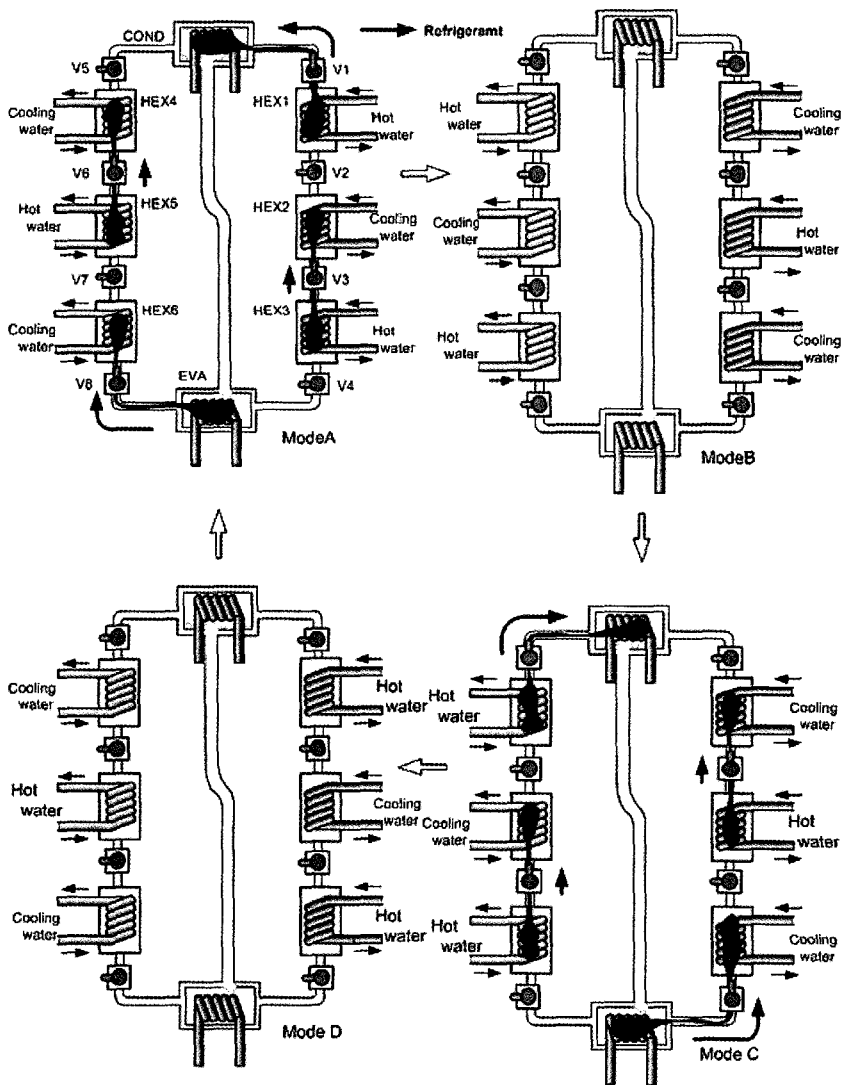 COND
Refrigerant
V5
V1
Cooling
water
HEX4
HEX1
Hot
water
V6
V2
Hot
water
HEX5
HEX2
Cooling
water
V7
V3
Cooling
water
HEX6
HEX3
Hot
water
V8
EVA
V4
ModeA
Hot
water
Cooling
water
Cooling
water
Hot
water
Hot
water
Cooling
water
ModeB
Cooling
water
Hot
water
Hot
water
Cooling
water
Cooling
water
Hot
water
Mode D
Hot
water
Cooling
water
Cooling
water
Hot
water
Hot
water
Cooling
water
Mode C